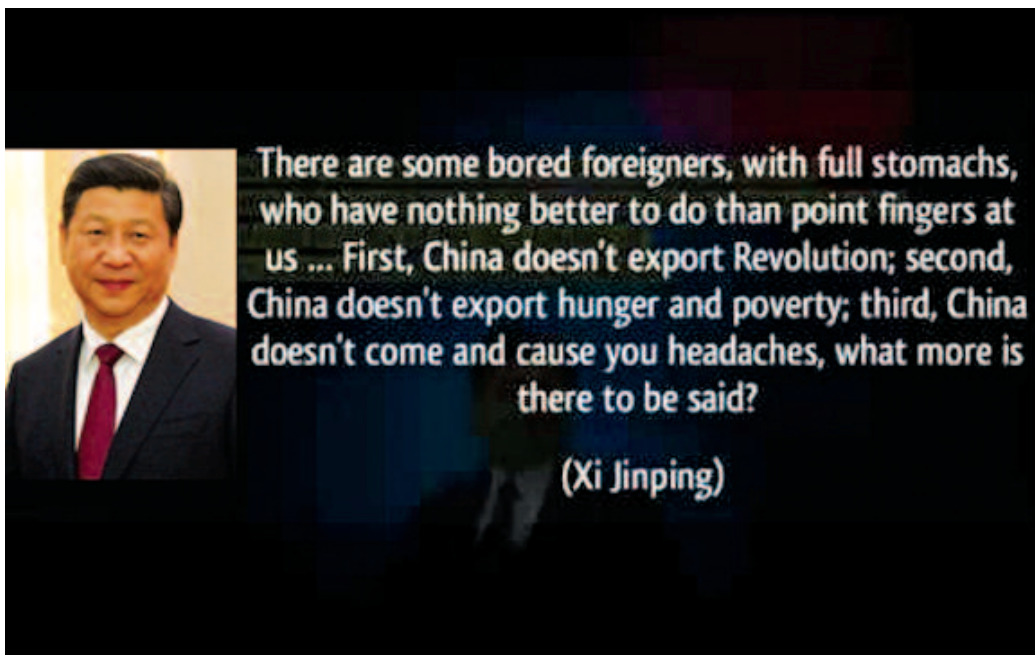 There are some bored foreigners, with full stomachs,
who have nothing better to do than point fingers at
us ... First, China doesn't export Revolution; second,
China doesn't export hunger and poverty; third, China
doesn't come and cause you headaches, what more is
there to be said?
(Xi Jinping)